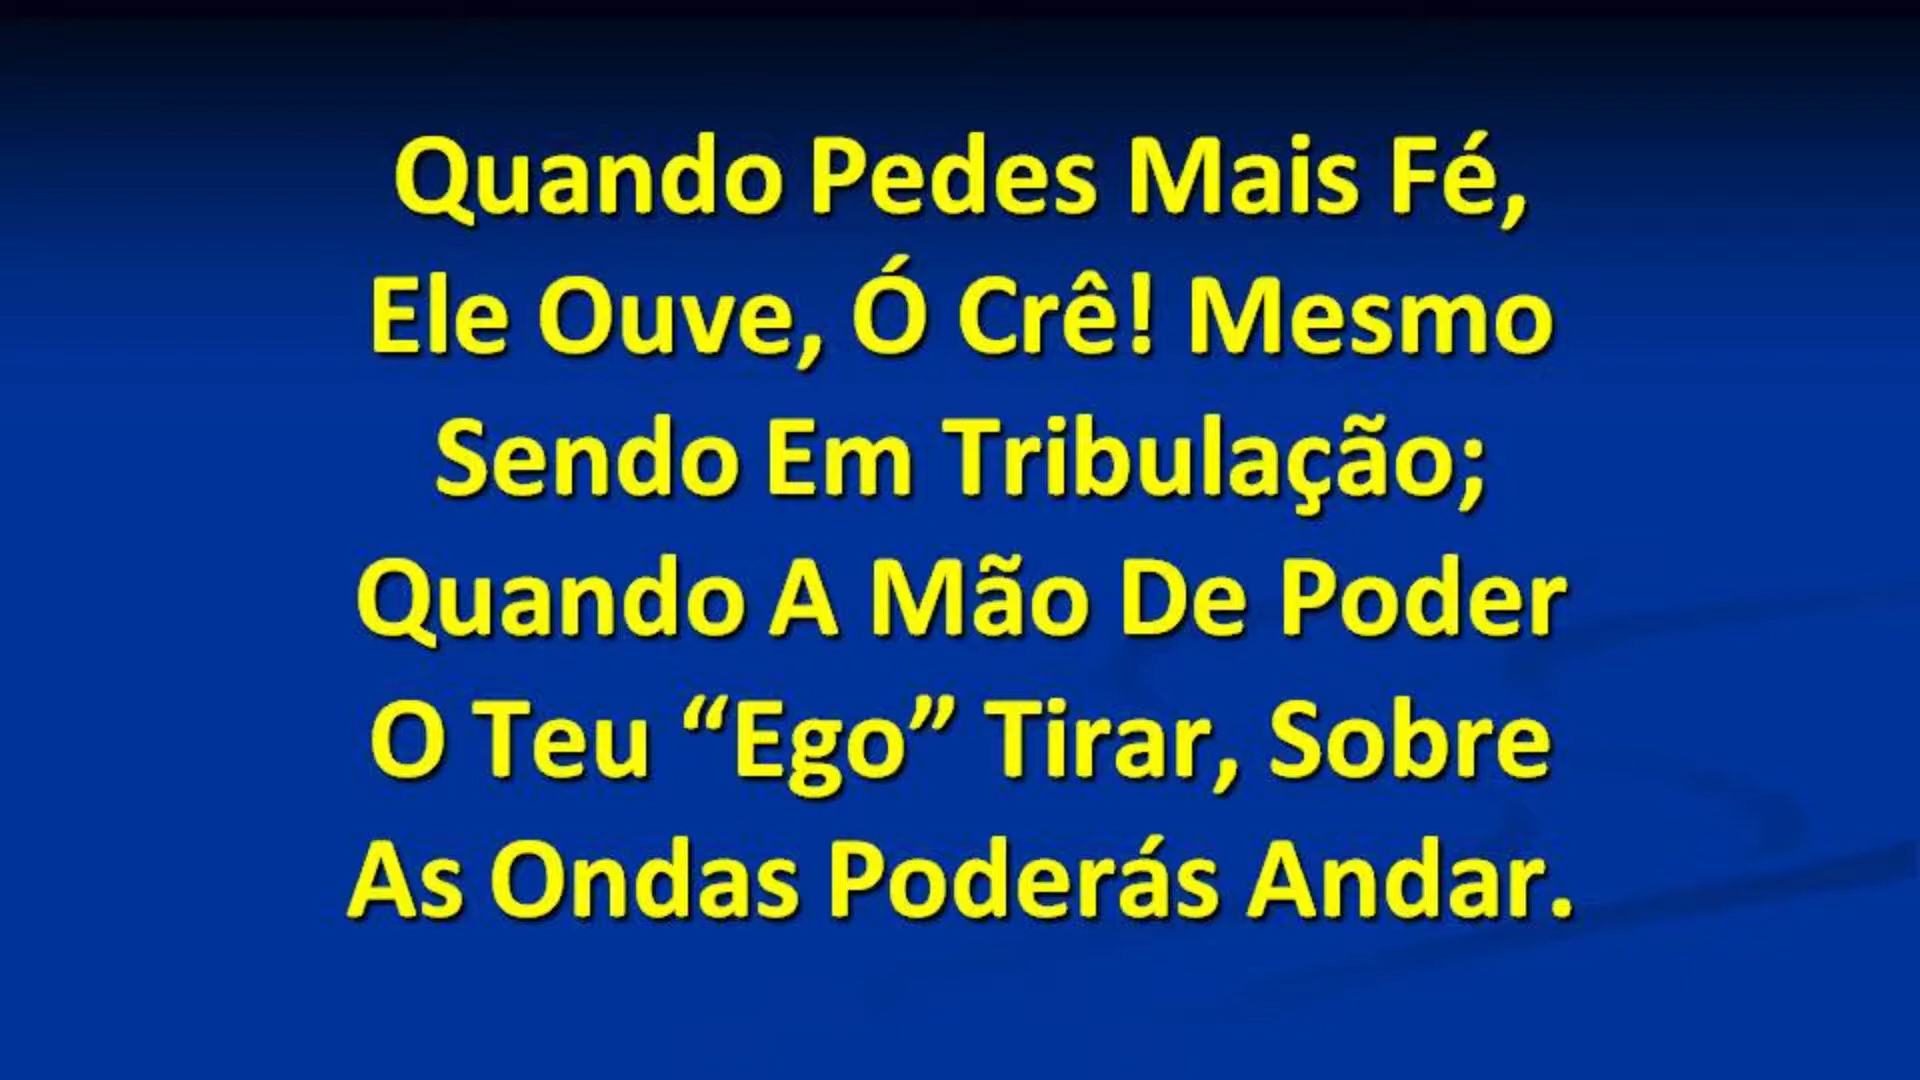 Quando Pedes Mais Fé,
Ele Ouve, Ó Crê! Mesmo
Sendo Em Tribulação;
Quando A Mão De Poder
O Teu “Ego” Tirar, Sobre
As Ondas Poderás Andar.